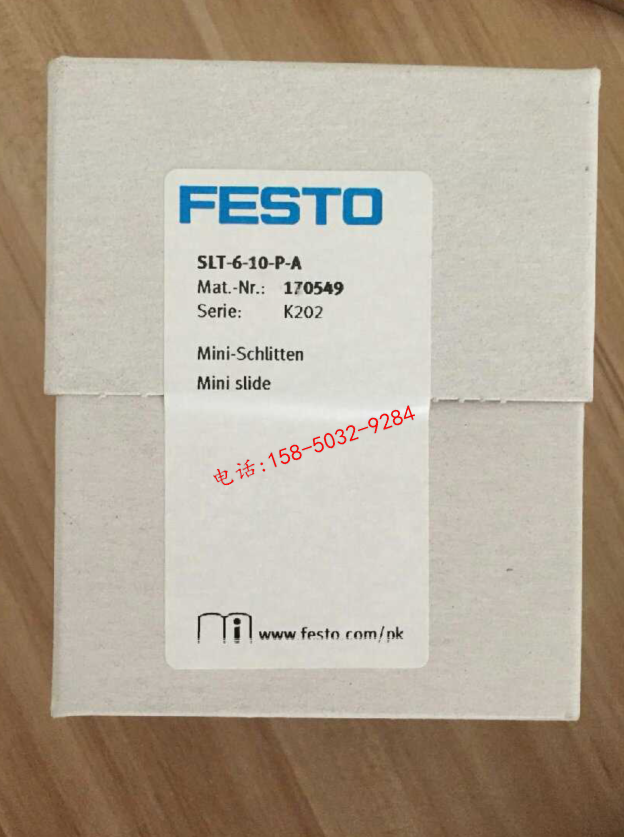 FESTO
SLT-6-10-P-A
Mat.-Nr.: 170549
Serie: K202
Mini-Schlitten
Mini slide
电话:158-5032-9284
i www.festo.com/pk